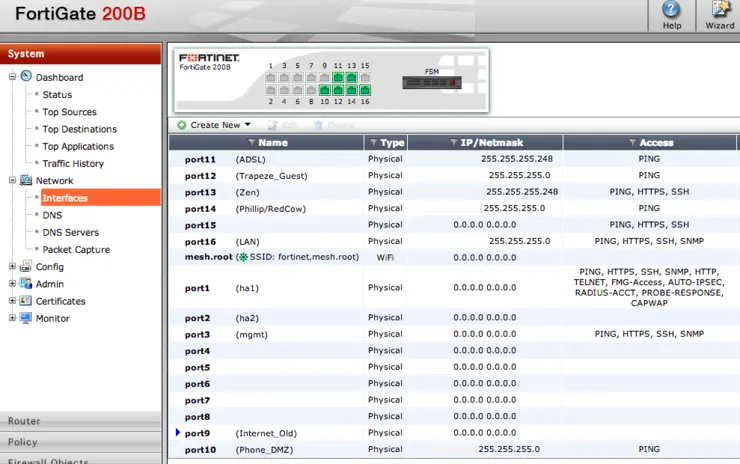 FortiGate 200B
Help
Wizard
System
Dashboard
Status
Top Sources
Top Destinations
Top Applications
Traffic History
Network
Interfaces
DNS
DNS Servers
Packet Capture
Config
Admin
Certificates
Monitor
Router
Policy
Firewall Objects
FORTINET
FortiGate 200B
1 3 5 7 9 11 13 15
2 4 6 8 10 12 14 16
FSM
Create New Edit Delete
Name Type IP/Netmask Access
port11 (ADSL) Physical 255.255.255.248 PING
port12 (Trapeze_Guest) Physical 255.255.255.0 PING
port13 (Zen) Physical 255.255.255.248 PING, HTTPS, SSH
port14 (Phillip/RedCow) Physical 255.255.255.0 PING
port15 Physical 0.0.0.0 0.0.0.0 PING, HTTPS, SSH
port16 (LAN) Physical 255.255.255.0 PING, HTTPS, SSH, SNMP
mesh.root (SSID: fortinet.mesh.root) WiFi 0.0.0.0 0.0.0.0
port1 (ha1) Physical 0.0.0.0 0.0.0.0
PING, HTTPS, SSH, SNMP, HTTP,
TELNET, FMG-Access, AUTO-IPSEC,
RADIUS-ACCT, PROBE-RESPONSE,
CAPWAP
port2 (ha2) Physical 0.0.0.0 0.0.0.0
port3 (mgmt) Physical 0.0.0.0 0.0.0.0 PING, HTTPS, SSH, SNMP
port4 Physical 0.0.0.0 0.0.0.0
port5 Physical 0.0.0.0 0.0.0.0
port6 Physical 0.0.0.0 0.0.0.0
port7 Physical 0.0.0.0 0.0.0.0
port8 Physical 0.0.0.0 0.0.0.0
port9 (Internet_Old) Physical 0.0.0.0 0.0.0.0
port10 (Phone_DMZ) Physical 255.255.255.0 PING